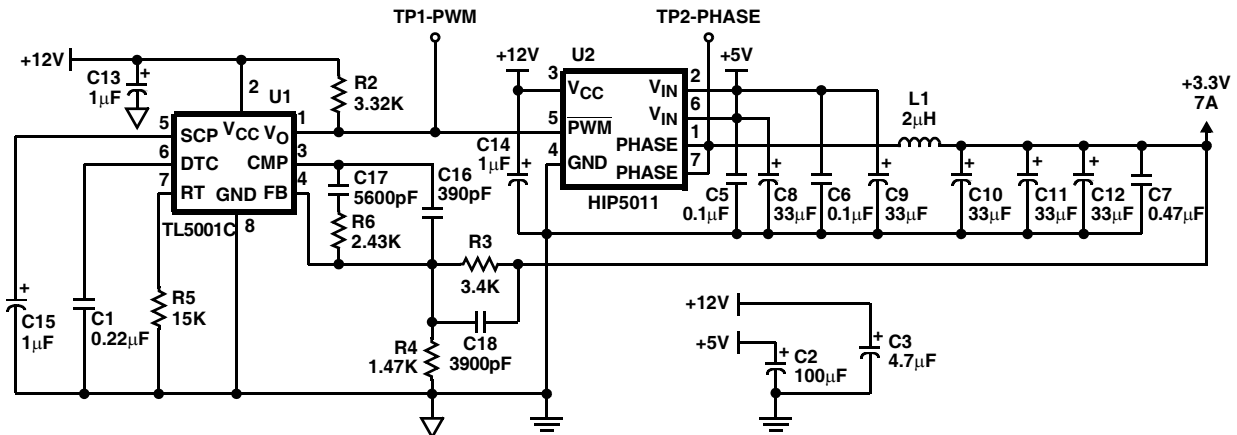 TP1-PWM
TP2-PHASE
+12V
C13
1µF
+
2
U1
R2
3.32K
+12V
U2
+5V
5
SCP
VCC
VO
1
6
DTC
CMP
3
7
RT
GND
FB
4
TL5001C
8
3
VCC
VIN
2
VIN
6
5
PWM
PHASE
1
4
GND
PHASE
7
HIP5011
L1
2µH
+3.3V
7A
C14
1µF
+
C17
5600pF
C16
390pF
R6
2.43K
C5
0.1µF
+
C8
33µF
C6
0.1µF
+
C9
33µF
+
C10
33µF
+
C11
33µF
+
C12
33µF
C7
0.47µF
R3
3.4K
+
C15
1µF
C1
0.22µF
R5
15K
R4
1.47K
C18
3900pF
+12V
+5V
+
C2
100µF
+
C3
4.7µF